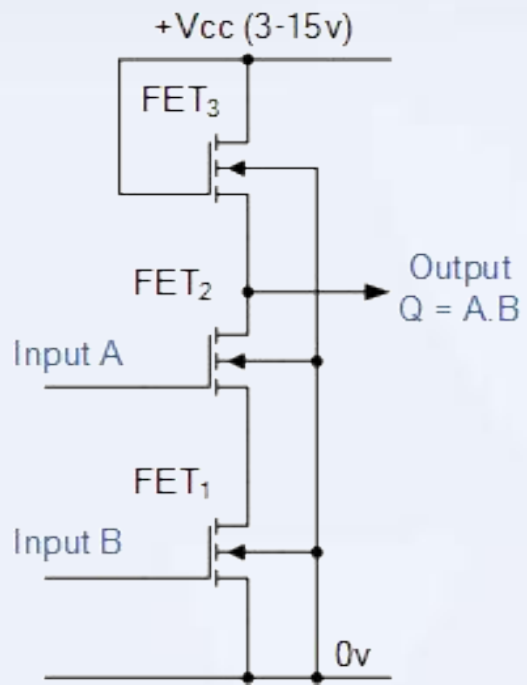 +Vcc (3-15v)
FET₃
FET₂
Output
Q = A.B
Input A
FET₁
Input B
0v